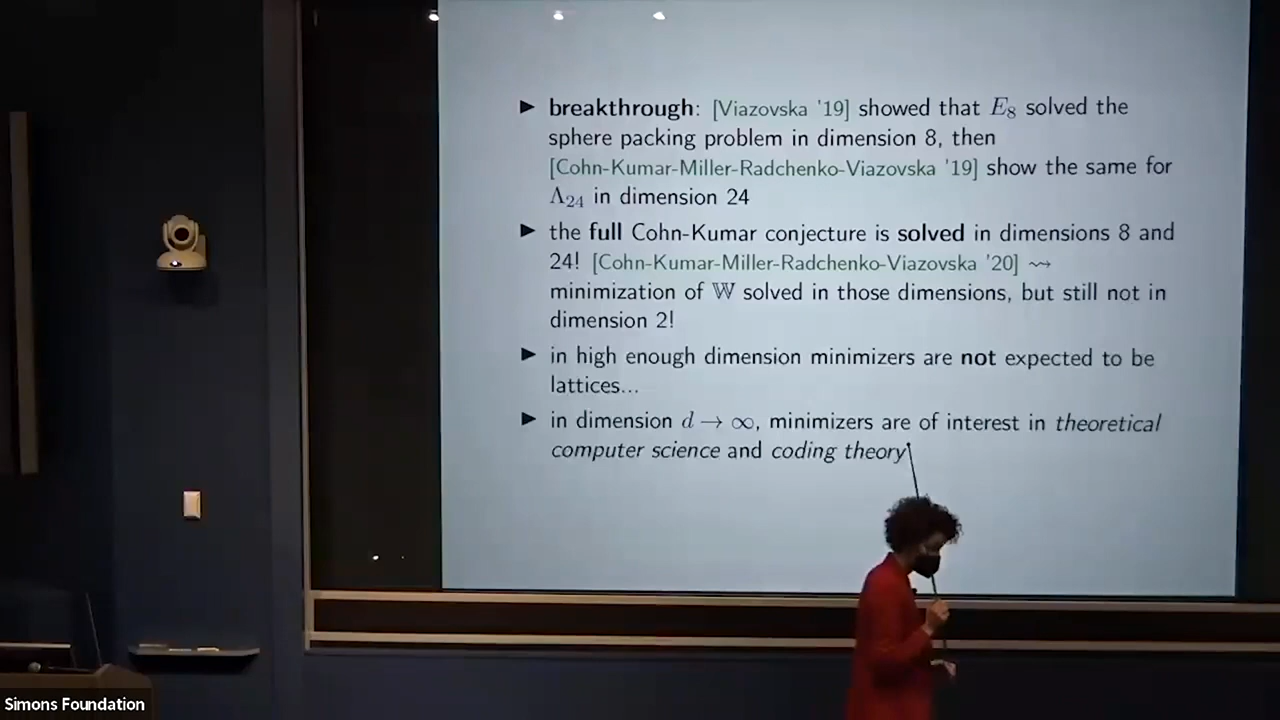 ▶ breakthrough: [Viazovska '19] showed that E₈ solved the
sphere packing problem in dimension 8, then
[Cohn-Kumar-Miller-Radchenko-Viazovska '19] show the same for
Λ₂₄ in dimension 24
▶ the full Cohn-Kumar conjecture is solved in dimensions 8 and
24! [Cohn-Kumar-Miller-Radchenko-Viazovska '20] ⇝
minimization of 𝕎 solved in those dimensions, but still not in
dimension 2!
▶ in high enough dimension minimizers are not expected to be
lattices...
▶ in dimension d → ∞, minimizers are of interest in theoretical
computer science and coding theory
Simons Foundation